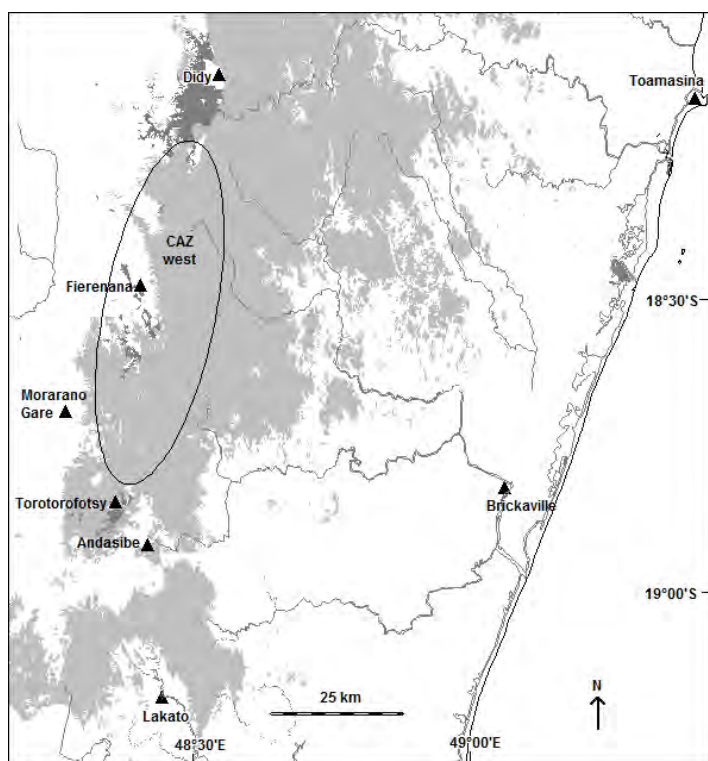 Didy
Toamasina
CAZ
west
Fierenana
18°30'S
Morarano
Gare
Torotorofotsy
Brickaville
Andasibe
19°00'S
25 km
N
Lakato
48°30'E
49°00'E